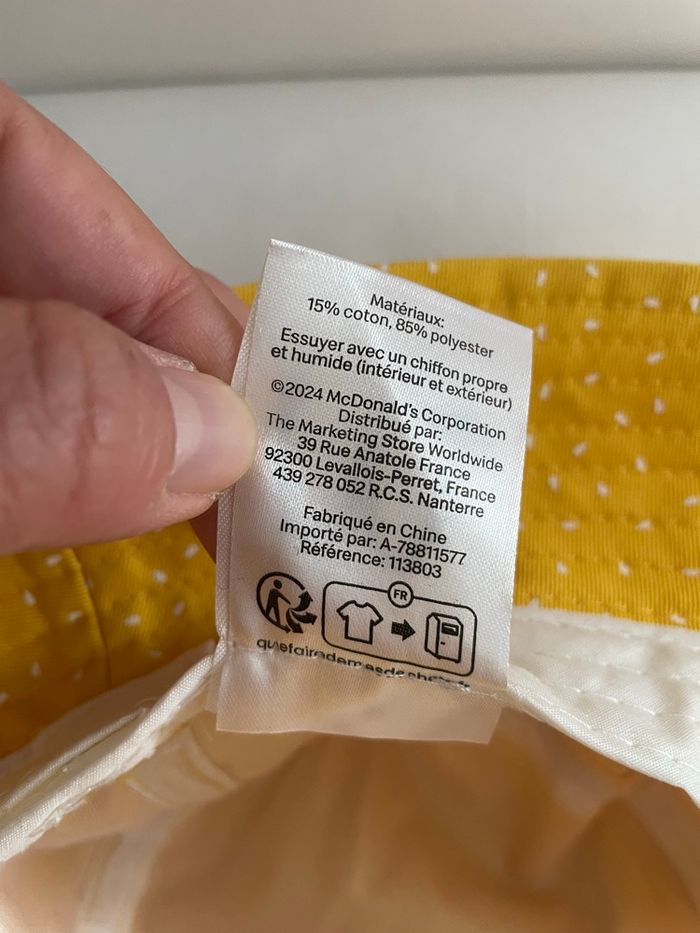 Matériaux:
15% coton, 85% polyester
Essuyer avec un chiffon propre
et humide (intérieur et extérieur)
©2024 McDonald's Corporation
Distribué par:
The Marketing Store Worldwide
39 Rue Anatole France
92300 Levallois-Perret, France
439 278 052 R.C.S. Nanterre
Fabriqué en Chine
Importé par: A-78811577
Référence: 113803
FR